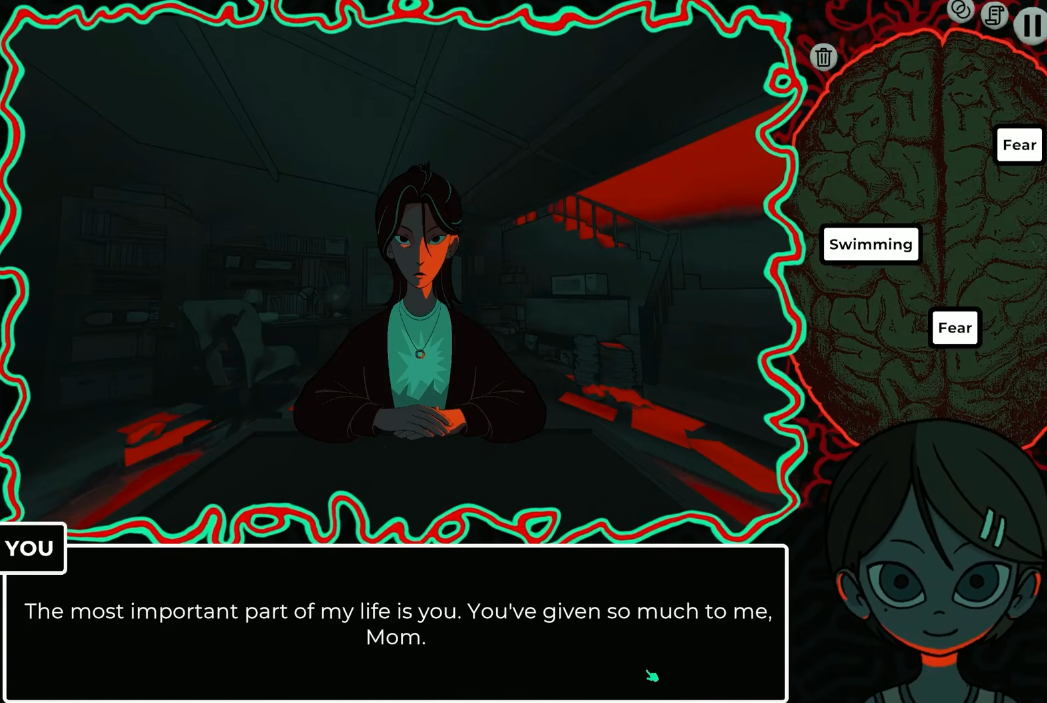 Fear
Swimming
Fear
YOU
The most important part of my life is you. You've given so much to me,
Mom.